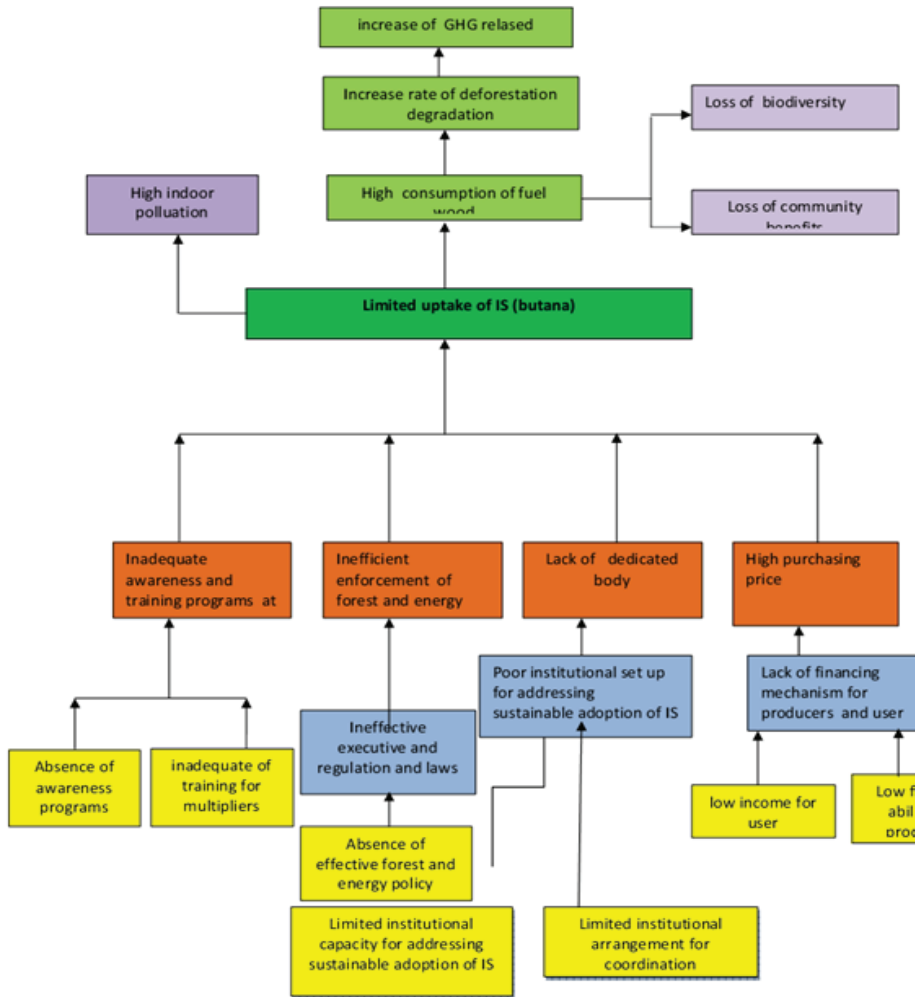 increase of GHG relased
Increase rate of deforestation
degradation
Loss of biodiversity
High indoor
polluation
High consumption of fuel
wood
Loss of community
benefits
Limited uptake of IS (butana)
Inadequate
awareness and
training programs at
Inefficient
enforcement of
forest and energy
Lack of dedicated
body
High purchasing
price
Poor institutional set up
for addressing
sustainable adoption of IS
Lack of financing
mechanism for
producers and user
Ineffective
executive and
regulation and laws
Absence of
awareness
programs
inadequate of
training for
multipliers
low income for
user
Low
Absence of
effective forest and
energy policy
Limited institutional
capacity for addressing
sustainable adoption of IS
Limited institutional
arrangement for
coordination